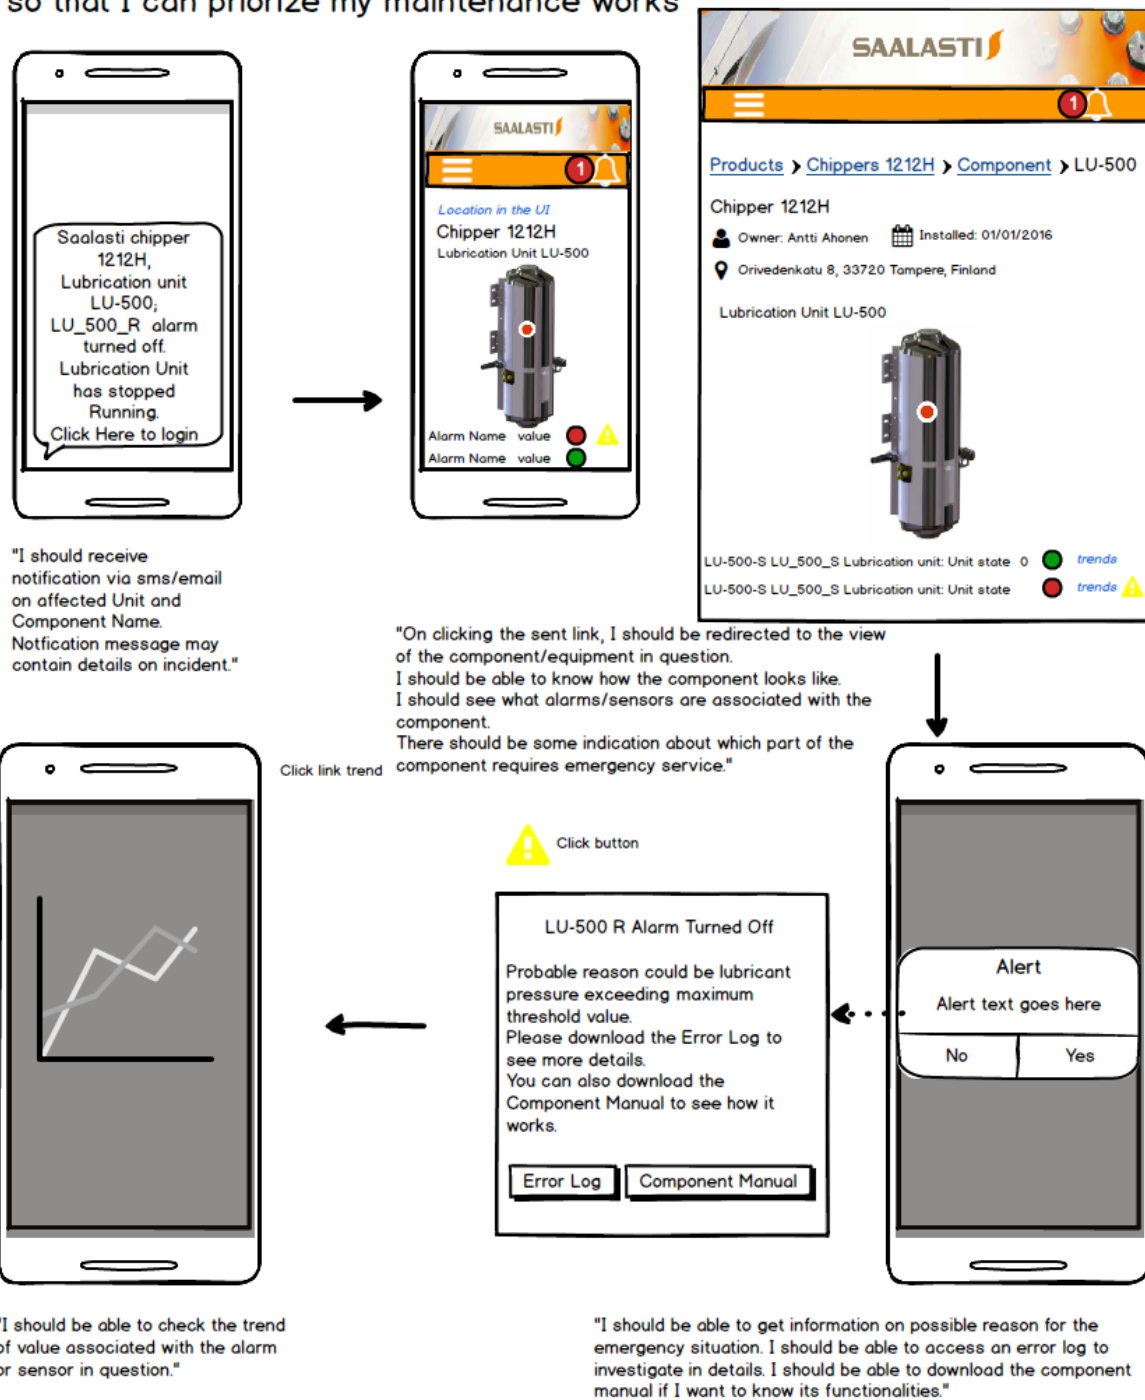 so that I can priorize my maintenance works
Saalasti chipper
1212H,
Lubrication unit
LU-500;
LU_500_R alarm
turned off.
Lubrication Unit
has stopped
Running.
Click Here to login
"I should receive
notification via sms/email
on affected Unit and
Component Name.
Notfication message may
contain details on incident."
SAALASTI
1
Location in the UI
Chipper 1212H
Lubrication Unit LU-500
Alarm Name value
Alarm Name value
SAALASTI
1
Products Chippers 1212H Component LU-500
Chipper 1212H
Owner: Antti Ahonen Installed: 01/01/2016
Orivedenkatu 8, 33720 Tampere, Finland
Lubrication Unit LU-500
LU-500-S LU_500_S Lubrication unit: Unit state 0 trends
LU-500-S LU_500_S Lubrication unit: Unit state trends
"On clicking the sent link, I should be redirected to the view
of the component/equipment in question.
I should be able to know how the component looks like.
I should see what alarms/sensors are associated with the
component.
There should be some indication about which part of the
component requires emergency service."
Click link trend
Click button
LU-500 R Alarm Turned Off
Probable reason could be lubricant
pressure exceeding maximum
threshold value.
Please download the Error Log to
see more details.
You can also download the
Component Manual to see how it
works.
Error Log Component Manual
Alert
Alert text goes here
No Yes
"I should be able to check the trend
of value associated with the alarm
or sensor in question."
"I should be able to get information on possible reason for the
emergency situation. I should be able to access an error log to
investigate in details. I should be able to download the component
manual if I want to know its functionalities."